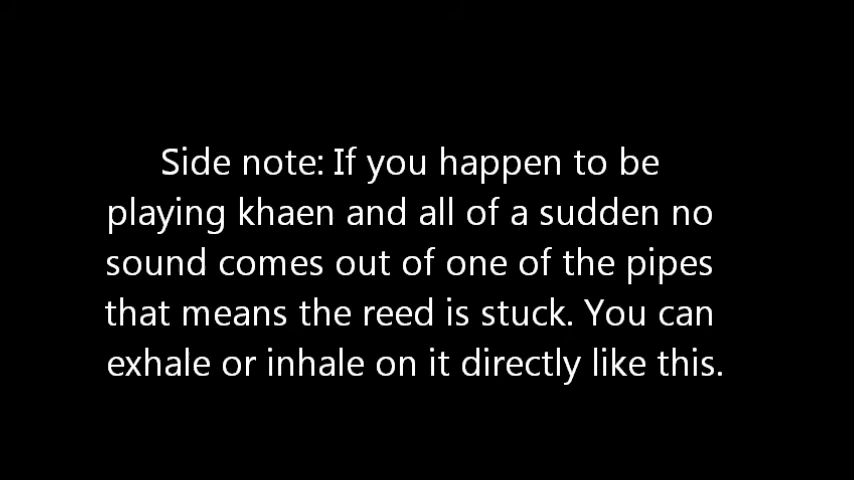 Side note: If you happen to be
playing khaen and all of a sudden no
sound comes out of one of the pipes
that means the reed is stuck. You can
exhale or inhale on it directly like this.